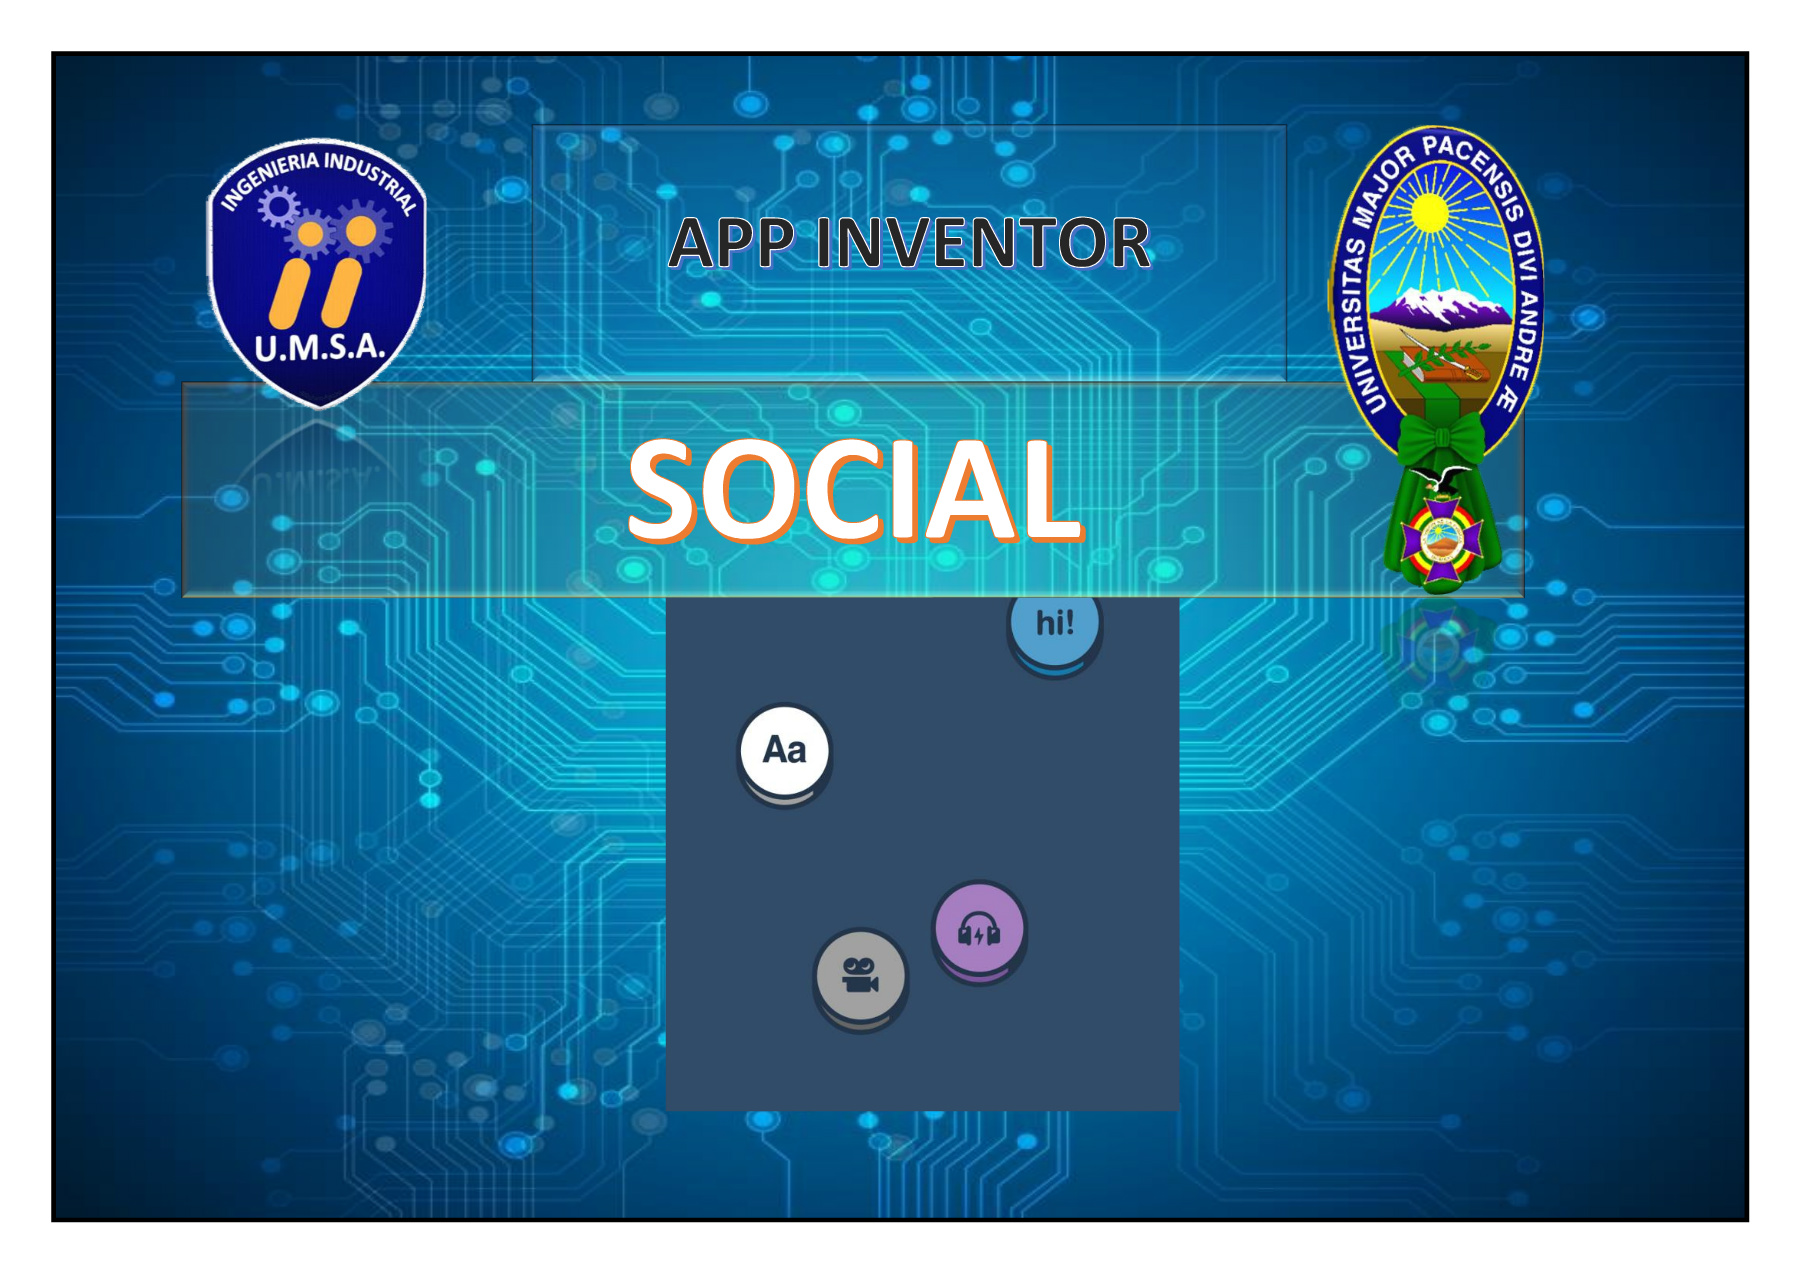 INGENIERIA INDUSTRIAL
U.M.S.A.
APP INVENTOR
UNIVERSITAS MAJOR PACENSIS DIVI ANDRE Æ
SOCIAL
hi!
Aa